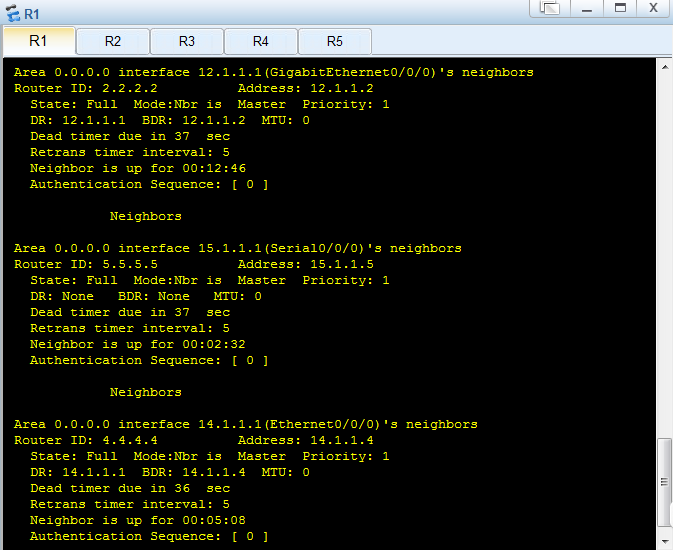 R1
R1 R2 R3 R4 R5
Area 0.0.0.0 interface 12.1.1.1(GigabitEthernet0/0/0)'s neighbors
Router ID: 2.2.2.2          Address: 12.1.1.2
  State: Full  Mode:Nbr is  Master  Priority: 1
  DR: 12.1.1.1  BDR: 12.1.1.2  MTU: 0
  Dead timer due in 37  sec
  Retrans timer interval: 5
  Neighbor is up for 00:12:46
  Authentication Sequence: [ 0 ]
            Neighbors
Area 0.0.0.0 interface 15.1.1.1(Serial0/0/0)'s neighbors
Router ID: 5.5.5.5          Address: 15.1.1.5
  State: Full  Mode:Nbr is  Master  Priority: 1
  DR: None   BDR: None   MTU: 0
  Dead timer due in 37  sec
  Retrans timer interval: 5
  Neighbor is up for 00:02:32
  Authentication Sequence: [ 0 ]
            Neighbors
Area 0.0.0.0 interface 14.1.1.1(Ethernet0/0/0)'s neighbors
Router ID: 4.4.4.4          Address: 14.1.1.4
  State: Full  Mode:Nbr is  Master  Priority: 1
  DR: 14.1.1.1  BDR: 14.1.1.4  MTU: 0
  Dead timer due in 36  sec
  Retrans timer interval: 5
  Neighbor is up for 00:05:08
  Authentication Sequence: [ 0 ]